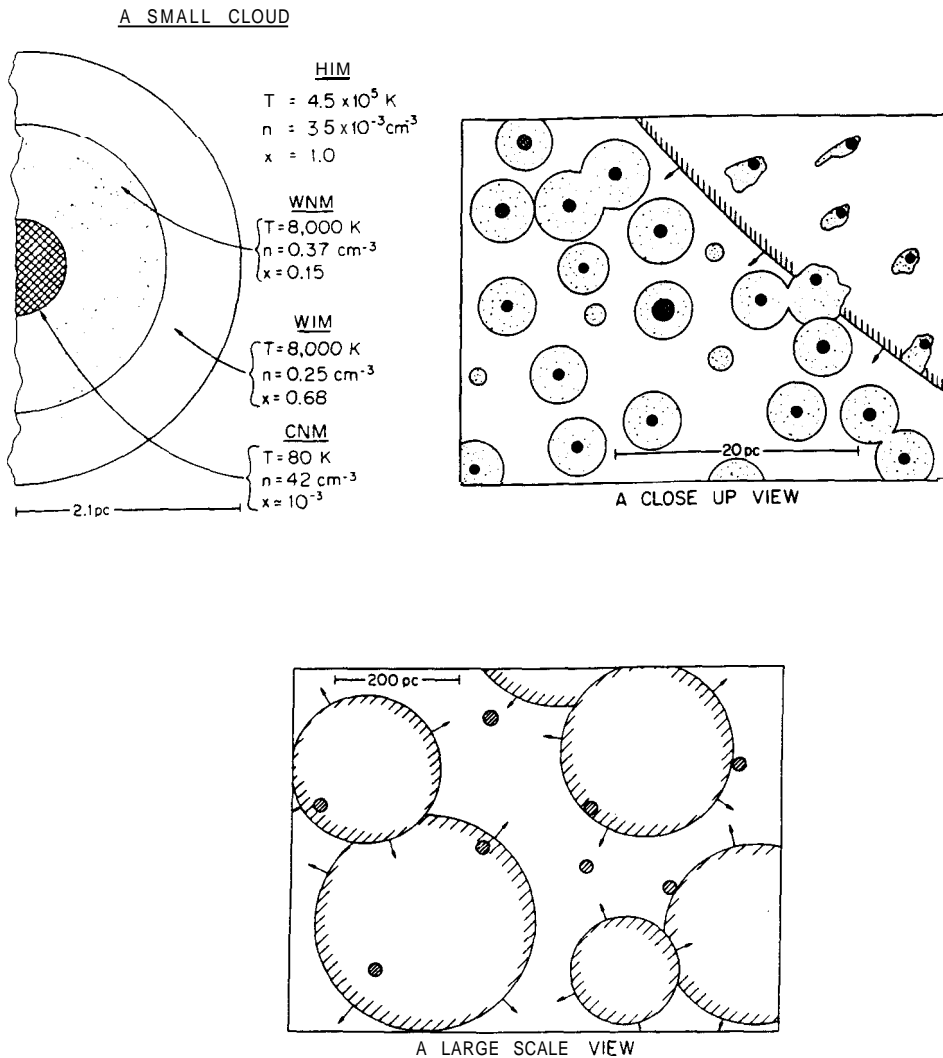 A SMALL CLOUD
HIM
T = 4.5 x 10⁵ K
n = 3.5 x 10⁻³ cm⁻³
x = 1.0
WNM
T = 8,000 K
n = 0.37 cm⁻³
x = 0.15
WIM
T = 8,000 K
n = 0.25 cm⁻³
x = 0.68
CNM
T = 80 K
n = 42 cm⁻³
x ≃ 10⁻³
2.1 pc
20 pc
A CLOSE UP VIEW
200 pc
A LARGE SCALE VIEW